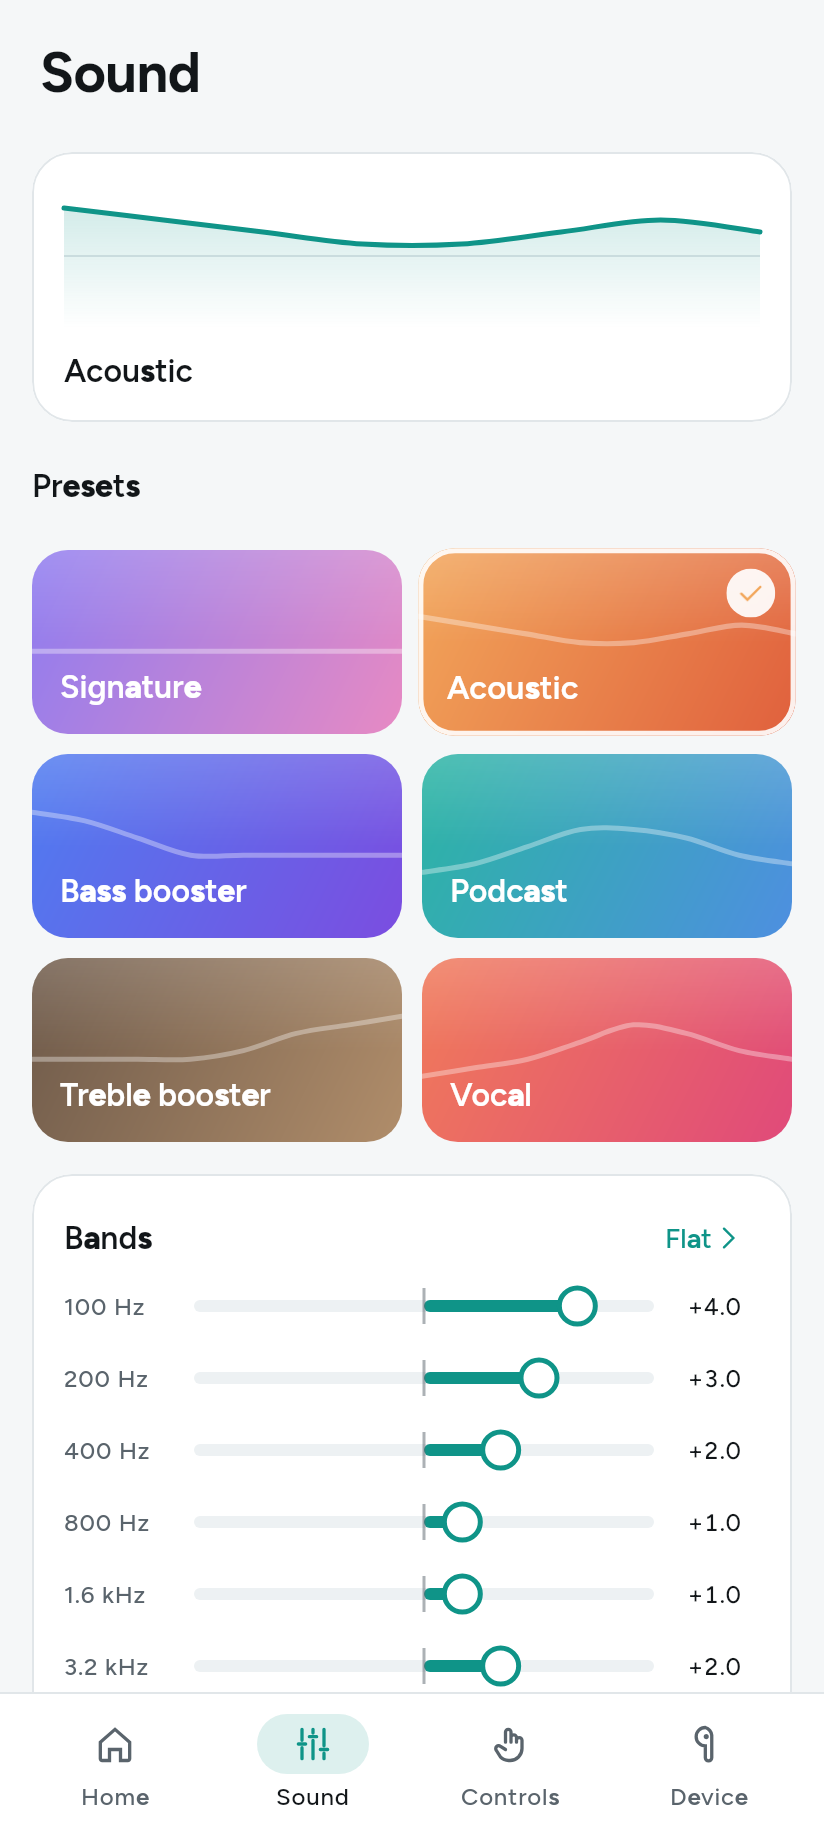 Sound
Acoustic
Presets
Signature
Acoustic
Bass booster
Podcast
Treble booster
Vocal
Bands
Flat
100 Hz +4.0
200 Hz +3.0
400 Hz +2.0
800 Hz +1.0
1.6 kHz +1.0
3.2 kHz +2.0
Home
Sound
Controls
Device